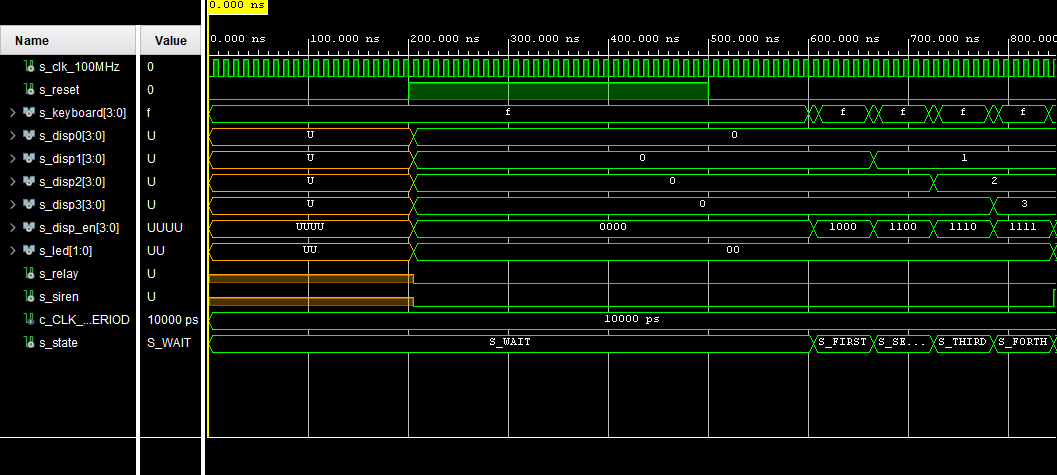 0.000 ns
Name Value
0.000 ns 100.000 ns 200.000 ns 300.000 ns 400.000 ns 500.000 ns 600.000 ns 700.000 ns 800.000
s_clk_100MHz 0
s_reset 0
s_keyboard[3:0] f f f f f f
s_disp0[3:0] U U 0
s_disp1[3:0] U U 0 1
s_disp2[3:0] U U 0 2
s_disp3[3:0] U U 0 3
s_disp_en[3:0] UUUU UUUU 0000 1000 1100 1110 1111
s_led[1:0] UU UU 00
s_relay U
s_siren U
c_CLK_...ERIOD 10000 ps 10000 ps
s_state S_WAIT S_WAIT S_FIRST S_SE... S_THIRD S_FORTH